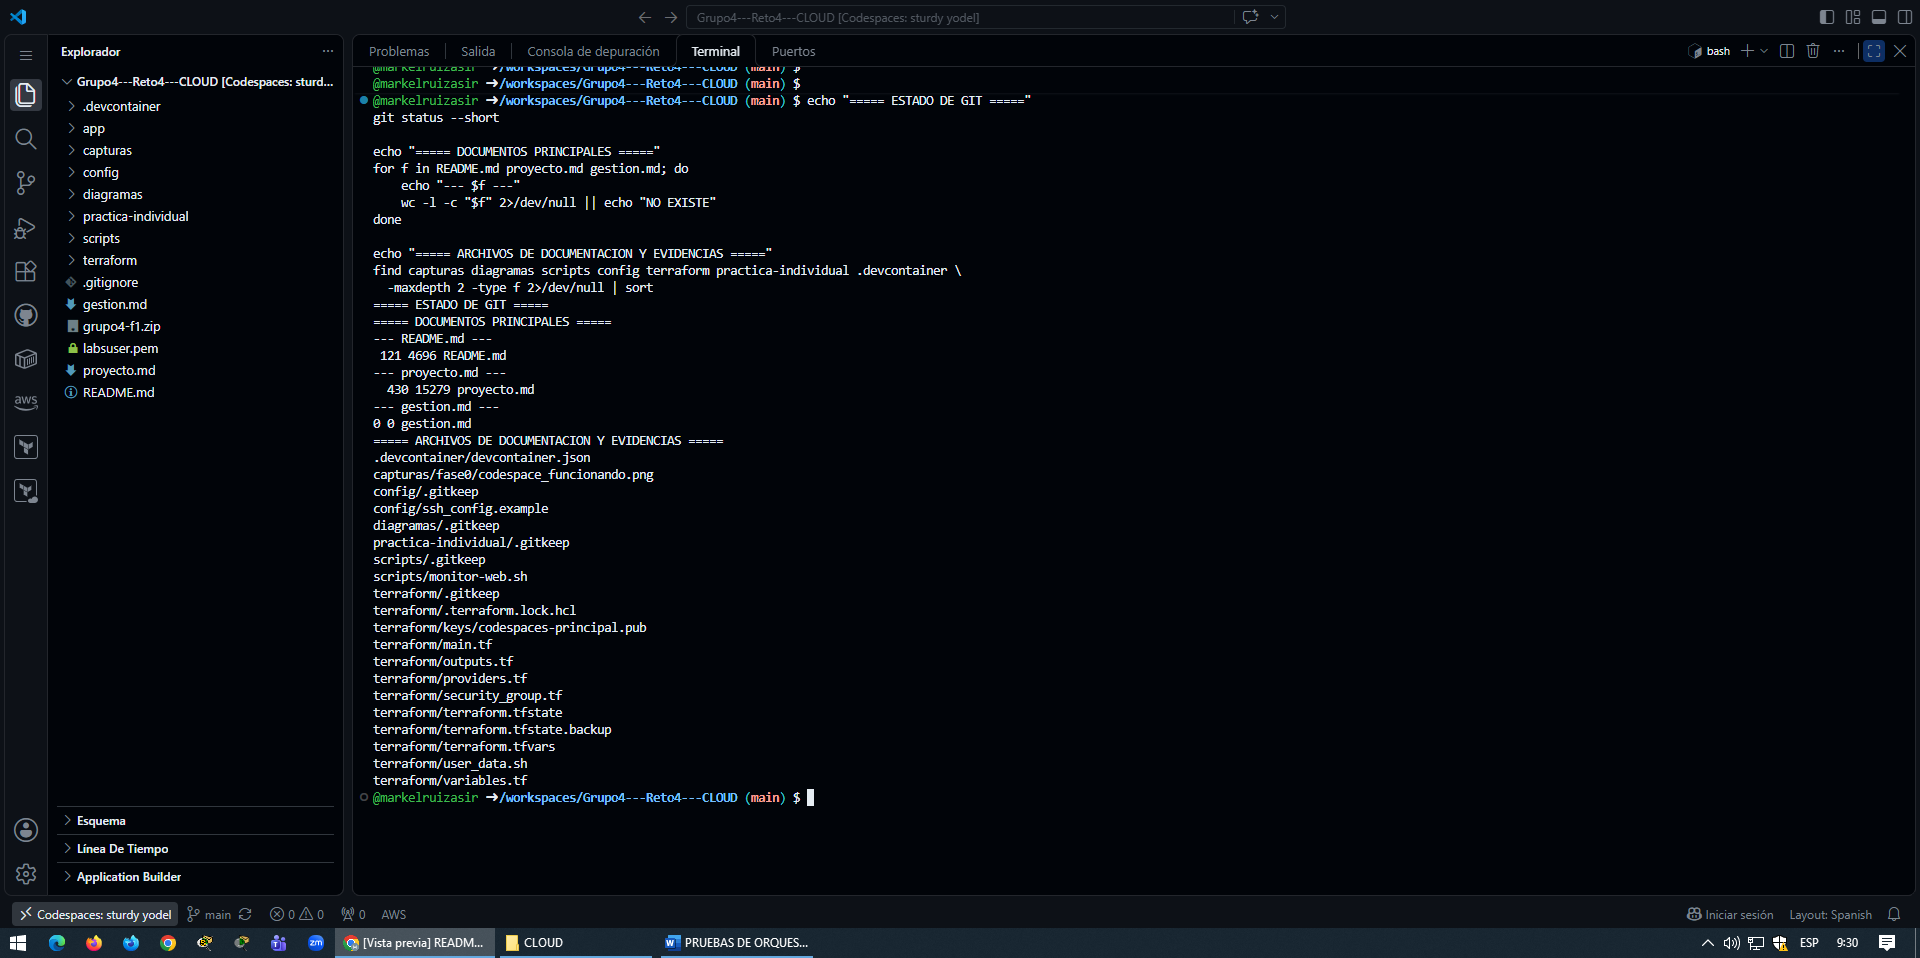 Grupo4---Reto4---CLOUD [Codespaces: sturdy yodel]
Explorador
Grupo4---Reto4---CLOUD [Codespaces: sturd...
.devcontainer
app
capturas
config
diagramas
practica-individual
scripts
terraform
.gitignore
gestion.md
grupo4-f1.zip
labsuser.pem
proyecto.md
README.md
aws
Esquema
Línea De Tiempo
Application Builder
Problemas
Salida
Consola de depuración
Terminal
Puertos
bash
@markelruizasir ➜/workspaces/Grupo4---Reto4---CLOUD (main) $
@markelruizasir ➜/workspaces/Grupo4---Reto4---CLOUD (main) $
@markelruizasir ➜/workspaces/Grupo4---Reto4---CLOUD (main) $ echo "===== ESTADO DE GIT ====="
git status --short
echo "===== DOCUMENTOS PRINCIPALES ====="
for f in README.md proyecto.md gestion.md; do
echo "--- $f ---"
wc -l -c "$f" 2>/dev/null || echo "NO EXISTE"
done
echo "===== ARCHIVOS DE DOCUMENTACION Y EVIDENCIAS ====="
find capturas diagramas scripts config terraform practica-individual .devcontainer \
-maxdepth 2 -type f 2>/dev/null | sort
===== ESTADO DE GIT =====
===== DOCUMENTOS PRINCIPALES =====
--- README.md ---
121 4696 README.md
--- proyecto.md ---
430 15279 proyecto.md
--- gestion.md ---
0 0 gestion.md
===== ARCHIVOS DE DOCUMENTACION Y EVIDENCIAS =====
.devcontainer/devcontainer.json
capturas/fase0/codespace_funcionando.png
config/.gitkeep
config/ssh_config.example
diagramas/.gitkeep
practica-individual/.gitkeep
scripts/.gitkeep
scripts/monitor-web.sh
terraform/.gitkeep
terraform/.terraform.lock.hcl
terraform/keys/codespaces-principal.pub
terraform/main.tf
terraform/outputs.tf
terraform/providers.tf
terraform/security_group.tf
terraform/terraform.tfstate
terraform/terraform.tfstate.backup
terraform/terraform.tfvars
terraform/user_data.sh
terraform/variables.tf
@markelruizasir ➜/workspaces/Grupo4---Reto4---CLOUD (main) $
Codespaces: sturdy yodel
main
0
0
0
AWS
Iniciar sesión
Layout: Spanish
zm
[Vista previa] READM...
CLOUD
PRUEBAS DE ORQUES...
ESP
9:30